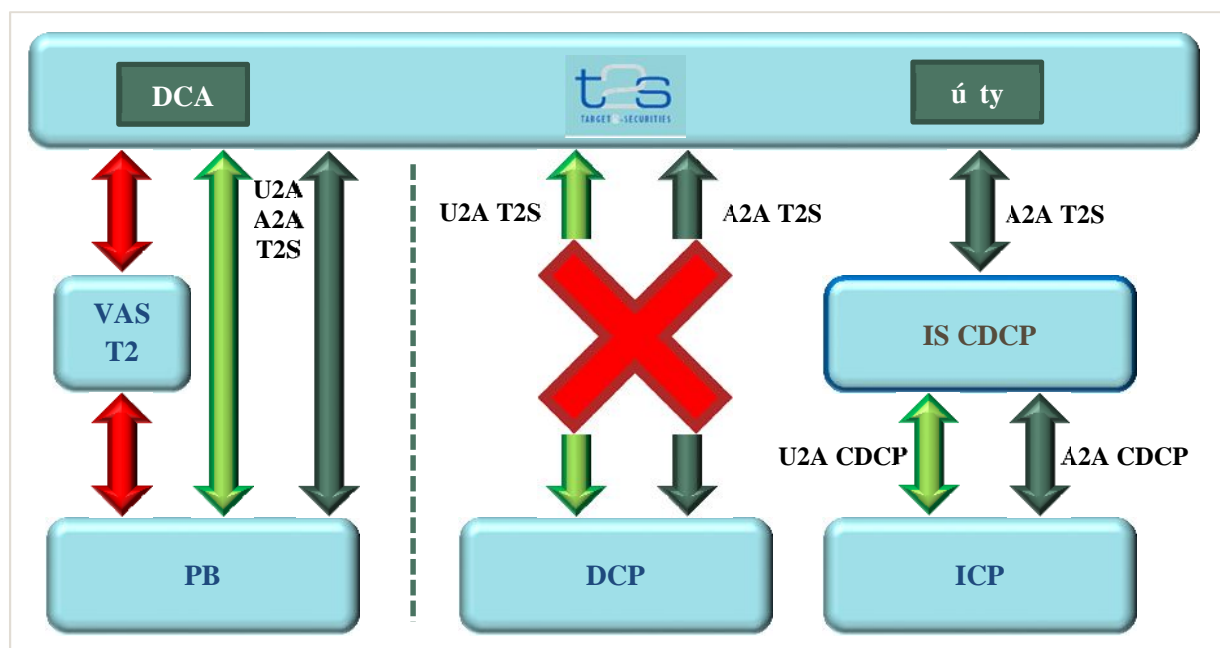 DCA
t2s
TARGET2-SECURITIES
ú ty
U2A
A2A
T2S
U2A T2S
A2A T2S
A2A T2S
VAS
T2
IS CDCP
U2A CDCP
A2A CDCP
PB
DCP
ICP